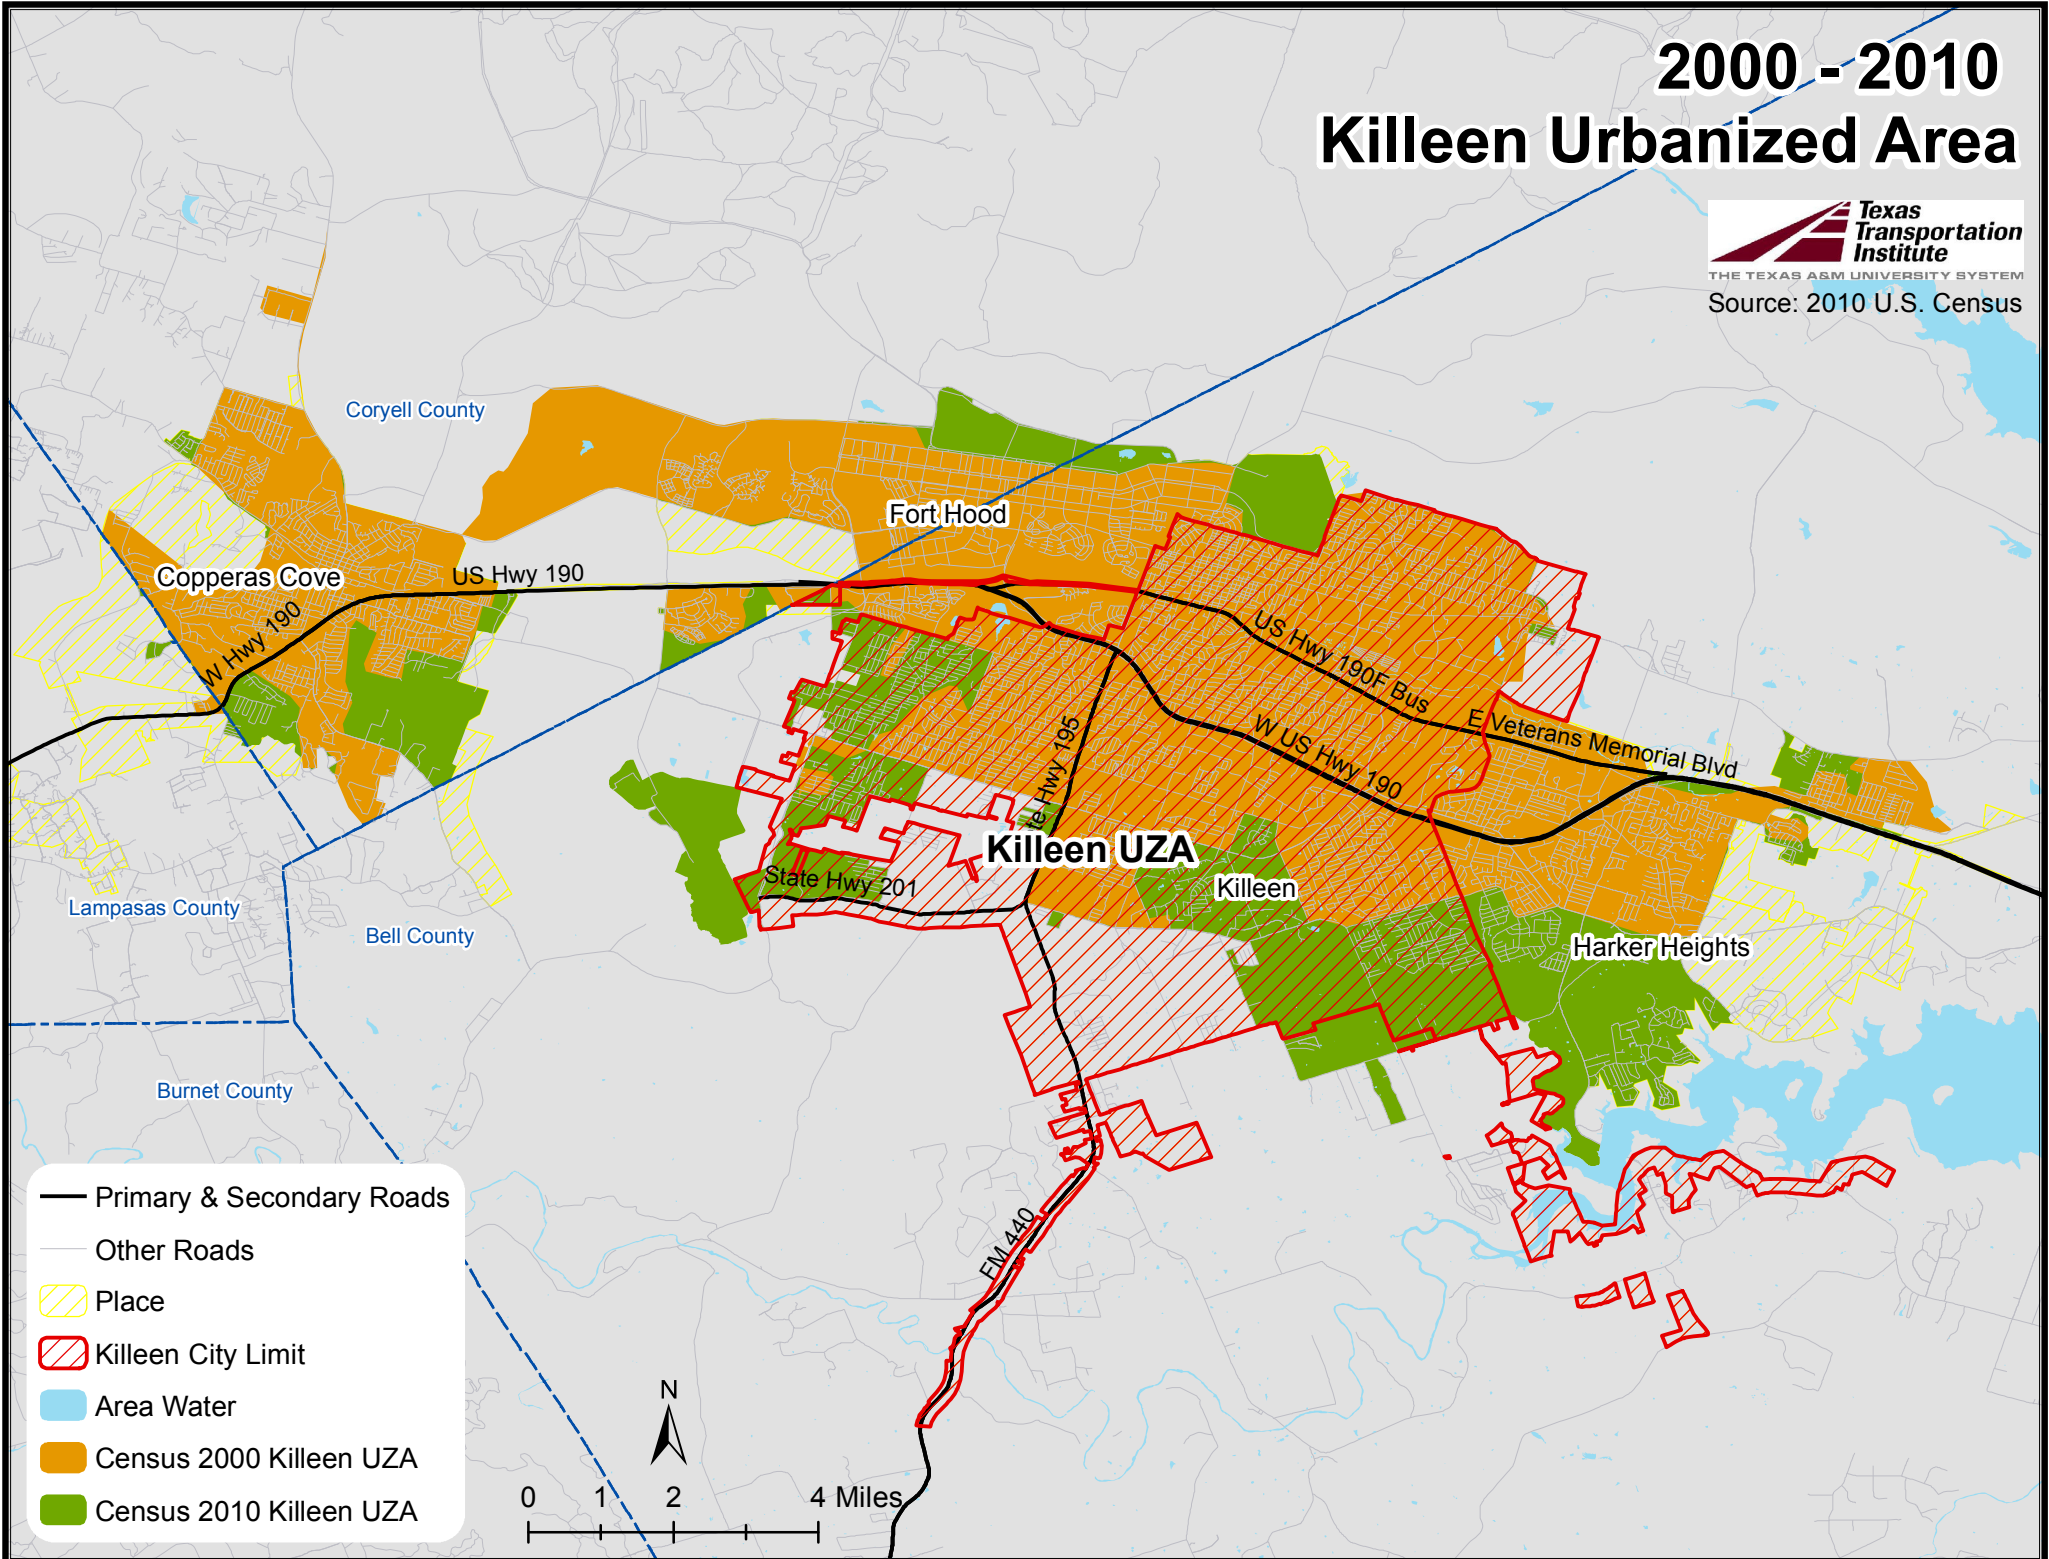 2000 - 2010
Killeen Urbanized Area
Texas
Transportation
Institute
THE TEXAS A&M UNIVERSITY SYSTEM
Source: 2010 U.S. Census
Coryell County
Fort Hood
Copperas Cove
US Hwy 190
W Hwy 190
US Hwy 190F Bus
E Veterans Memorial Blvd
W US Hwy 190
te Hwy 195
Killeen UZA
State Hwy 201
Killeen
Lampasas County
Bell County
Harker Heights
Burnet County
FM 440
Primary & Secondary Roads
Other Roads
Place
Killeen City Limit
Area Water
Census 2000 Killeen UZA
Census 2010 Killeen UZA
N
0 1 2 4 Miles